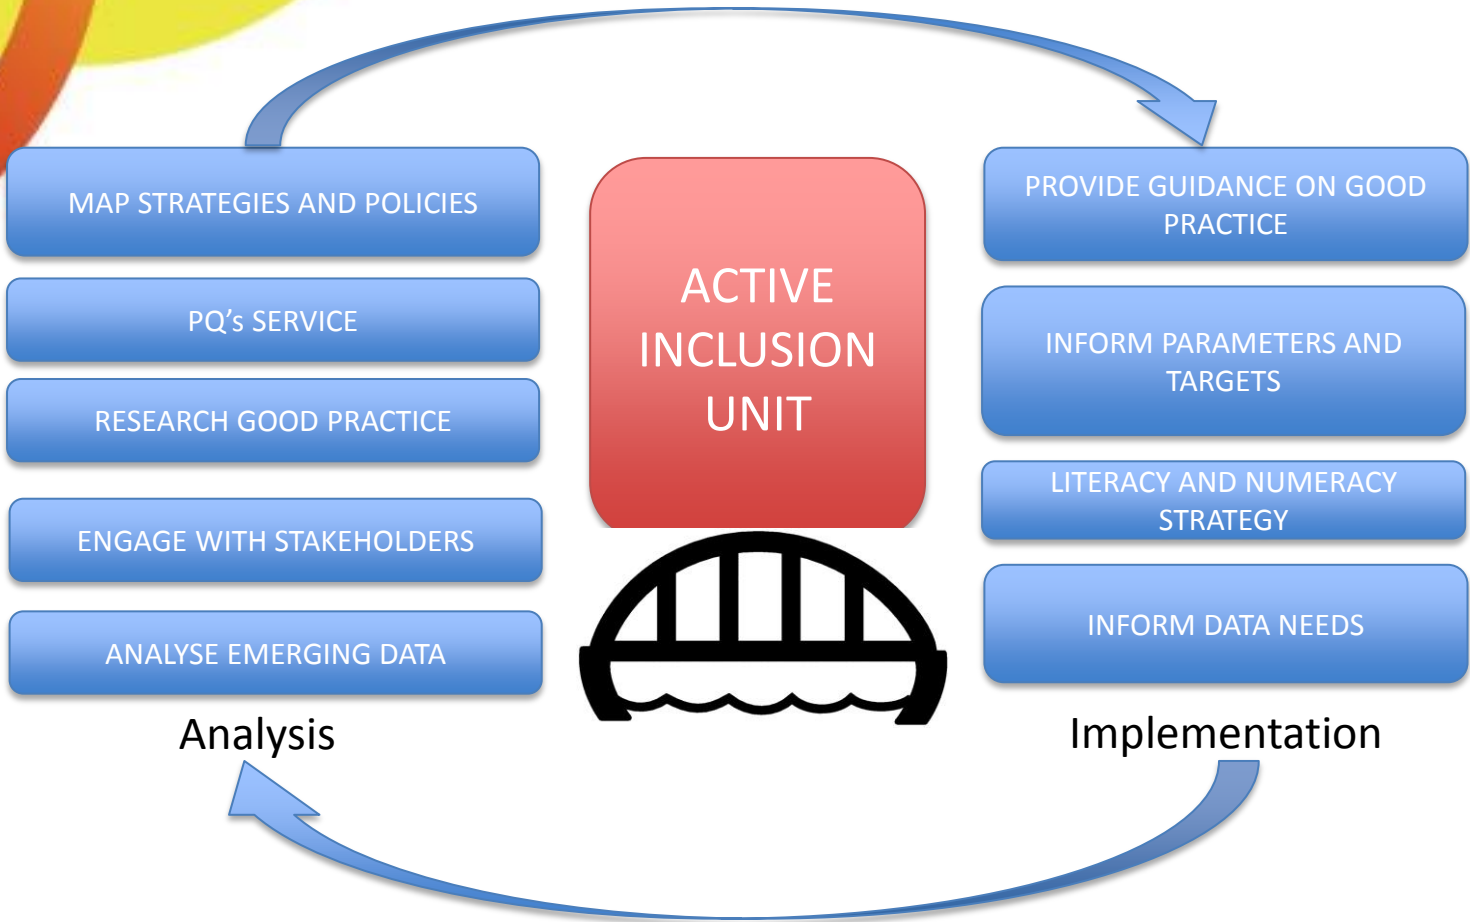 MAP STRATEGIES AND POLICIES
PQ's SERVICE
RESEARCH GOOD PRACTICE
ENGAGE WITH STAKEHOLDERS
ANALYSE EMERGING DATA
Analysis
ACTIVE
INCLUSION
UNIT
PROVIDE GUIDANCE ON GOOD
PRACTICE
INFORM PARAMETERS AND
TARGETS
LITERACY AND NUMERACY
STRATEGY
INFORM DATA NEEDS
Implementation